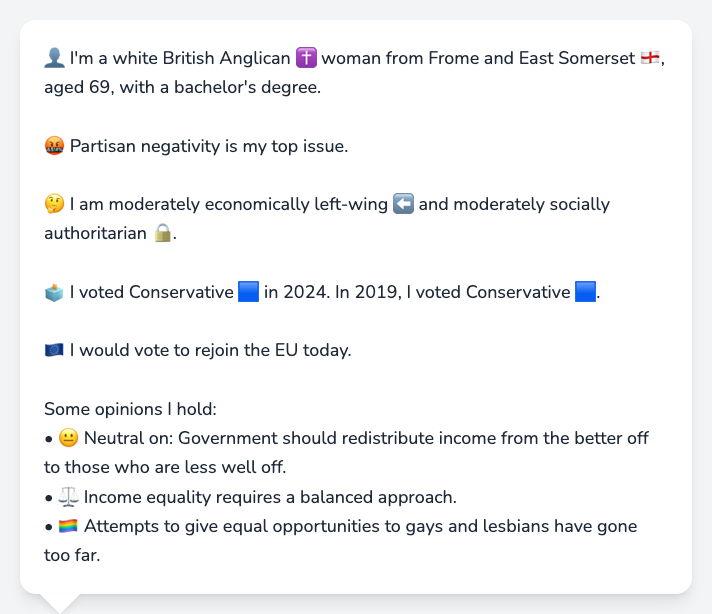 👤 I'm a white British Anglican ✝️ woman from Frome and East Somerset 🏴󠁧󠁢󠁥󠁮󠁧󠁿,
aged 69, with a bachelor's degree.
🤬 Partisan negativity is my top issue.
🤔 I am moderately economically left-wing ⬅️ and moderately socially
authoritarian 🔒.
🗳️ I voted Conservative 🟦 in 2024. In 2019, I voted Conservative 🟦.
🇪🇺 I would vote to rejoin the EU today.
Some opinions I hold:
• 😐 Neutral on: Government should redistribute income from the better off
to those who are less well off.
• ⚖️ Income equality requires a balanced approach.
• 🏳️‍🌈 Attempts to give equal opportunities to gays and lesbians have gone
too far.